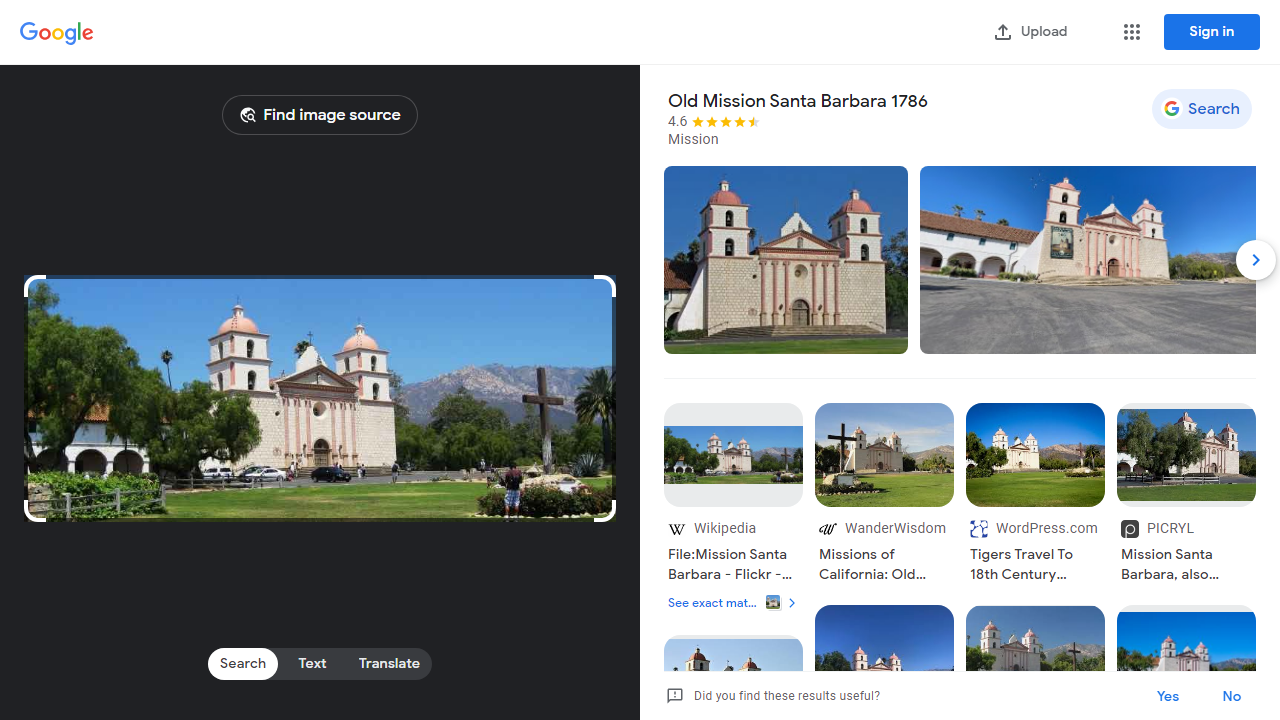 Google
Upload
Sign in
Find image source
Old Mission Santa Barbara 1786
Search
4.6
Mission
Wikipedia
WanderWisdom
WordPress.com
PICRYL
File:Mission Santa
Barbara - Flickr -...
Missions of
California: Old...
Tigers Travel To
18th Century...
Mission Santa
Barbara, also...
See exact mat...
Search
Text
Translate
Did you find these results useful?
Yes
No